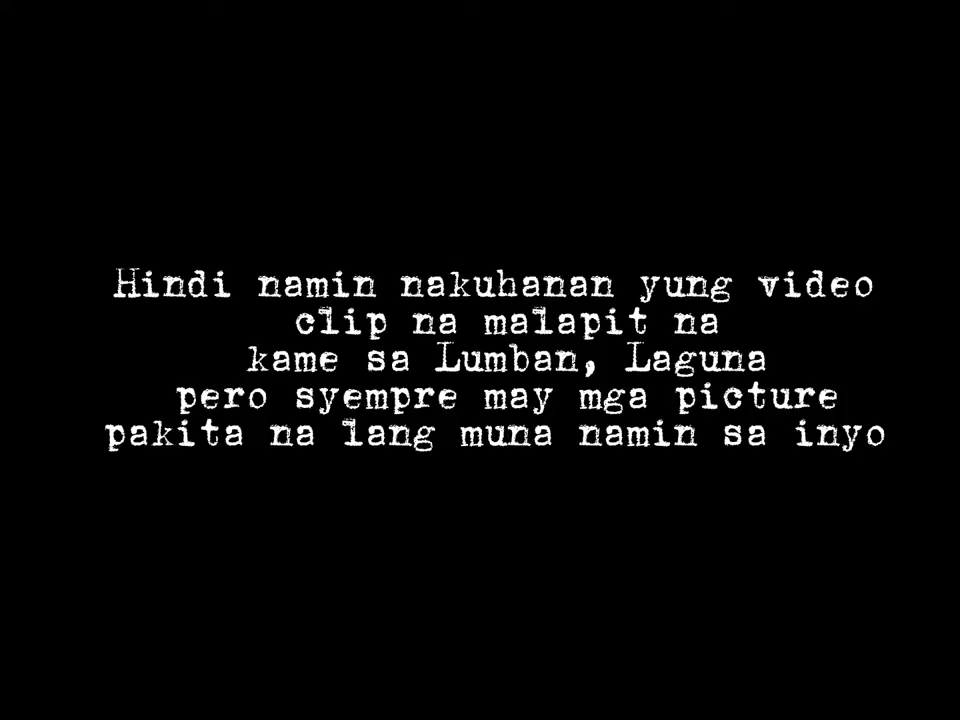 Hindi namin nakuhanan yung video
clip na malapit na
kame sa Lumban, Laguna
pero syempre may mga picture
pakita na lang muna namin sa inyo